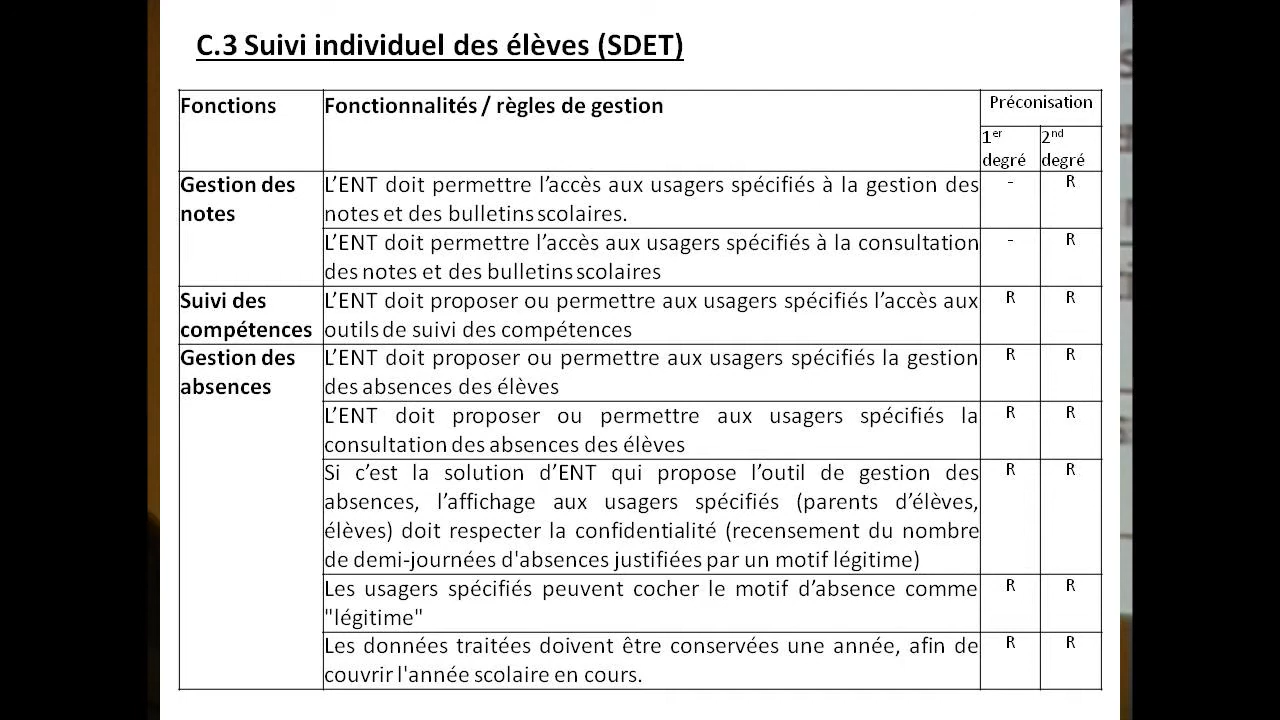 C.3 Suivi individuel des élèves (SDET)
Fonctions
Fonctionnalités / règles de gestion
Préconisation
1er degré
2nd degré
Gestion des
notes
L’ENT doit permettre l’accès aux usagers spécifiés à la gestion des
notes et des bulletins scolaires.
-
R
L’ENT doit permettre l’accès aux usagers spécifiés à la consultation
des notes et des bulletins scolaires
-
R
Suivi des
compétences
L’ENT doit proposer ou permettre aux usagers spécifiés l’accès aux
outils de suivi des compétences
R
R
Gestion des
absences
L’ENT doit proposer ou permettre aux usagers spécifiés la gestion
des absences des élèves
R
R
L’ENT doit proposer ou permettre aux usagers spécifiés la
consultation des absences des élèves
R
R
Si c’est la solution d’ENT qui propose l’outil de gestion des
absences, l’affichage aux usagers spécifiés (parents d’élèves,
élèves) doit respecter la confidentialité (recensement du nombre
de demi-journées d'absences justifiées par un motif légitime)
R
R
Les usagers spécifiés peuvent cocher le motif d’absence comme
"légitime"
R
R
Les données traitées doivent être conservées une année, afin de
couvrir l'année scolaire en cours.
R
R